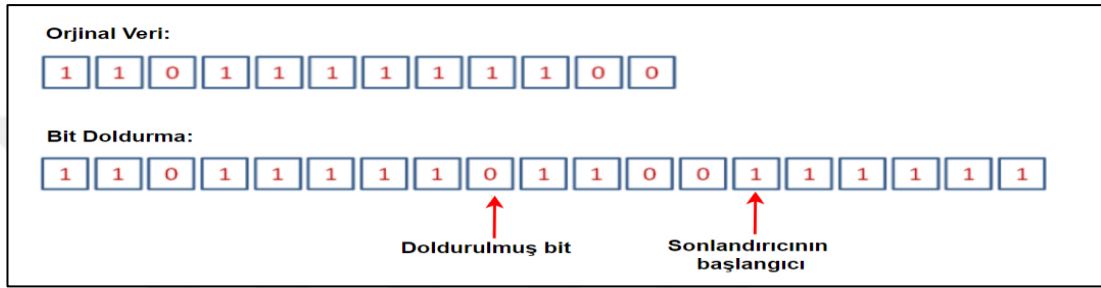 Orjinal Veri:
1 1 0 1 1 1 1 1 1 1 0 0
Bit Doldurma:
1 1 0 1 1 1 1 1 0 1 1 0 0 1 1 1 1 1 1
Doldurulmuş bit
Sonlandırıcının
başlangıcı